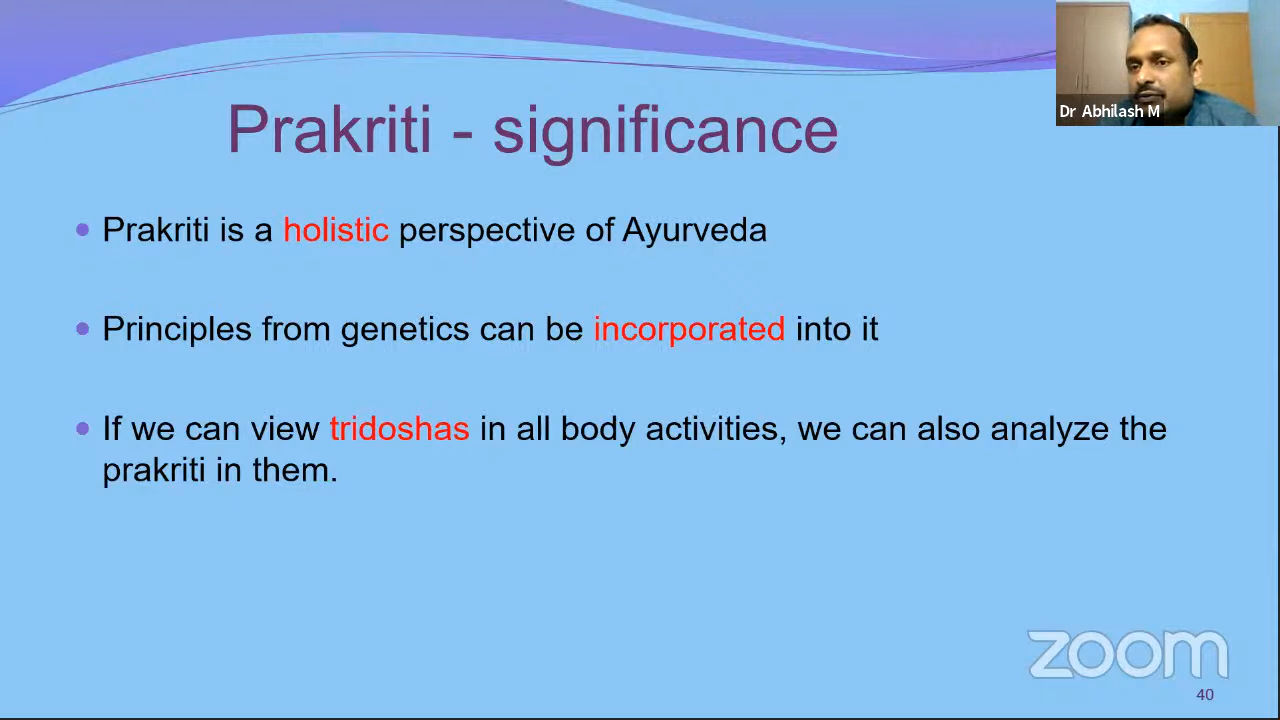 Dr Abhilash M
Prakriti - significance
Prakriti is a holistic perspective of Ayurveda
Principles from genetics can be incorporated into it
If we can view tridoshas in all body activities, we can also analyze the
prakriti in them.
zoom
40